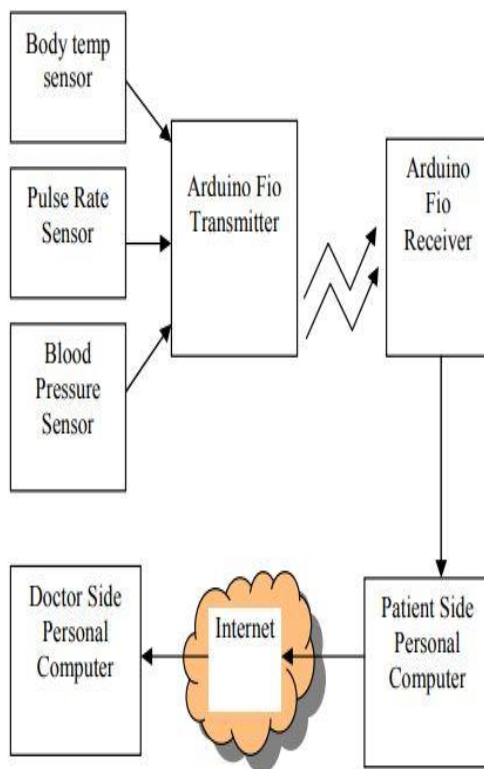 Body temp
sensor
Pulse Rate
Sensor
Blood
Pressure
Sensor
Arduino Fio
Transmitter
Arduino
Fio
Receiver
Doctor Side
Personal
Computer
Internet
Patient Side
Personal
Computer